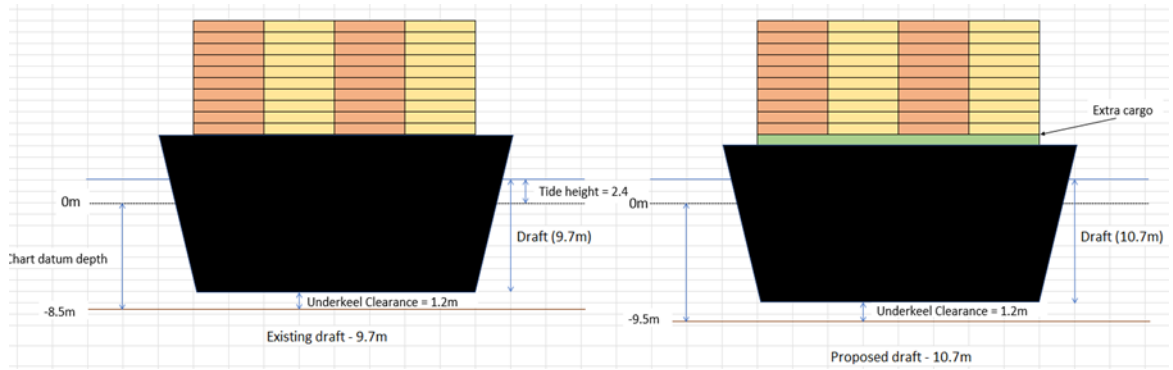 Extra cargo
Tide height = 2.4
0m
0m
Draft (9.7m)
Draft (10.7m)
Chart datum depth
Underkeel Clearance = 1.2m
Underkeel Clearance = 1.2m
-8.5m
-9.5m
Existing draft - 9.7m
Proposed draft - 10.7m